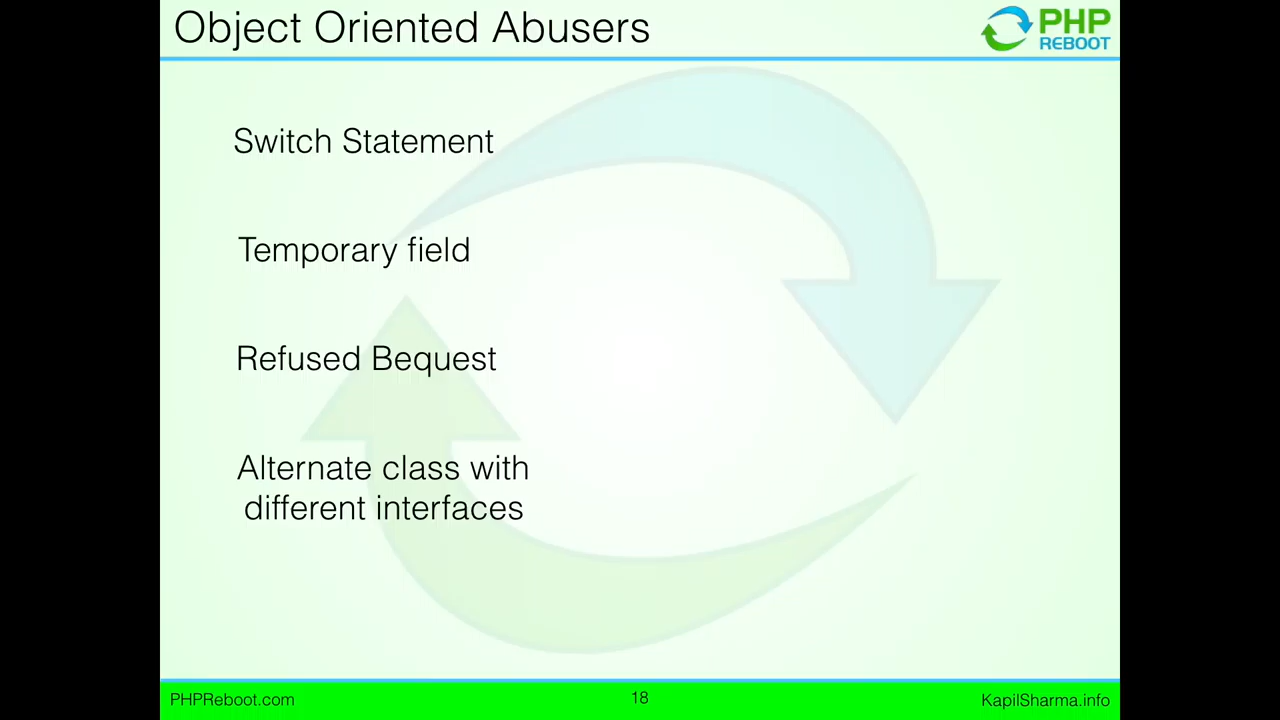 Object Oriented Abusers
PHP
REBOOT
Switch Statement
Temporary field
Refused Bequest
Alternate class with
different interfaces
PHPReboot.com
18
KapilSharma.info